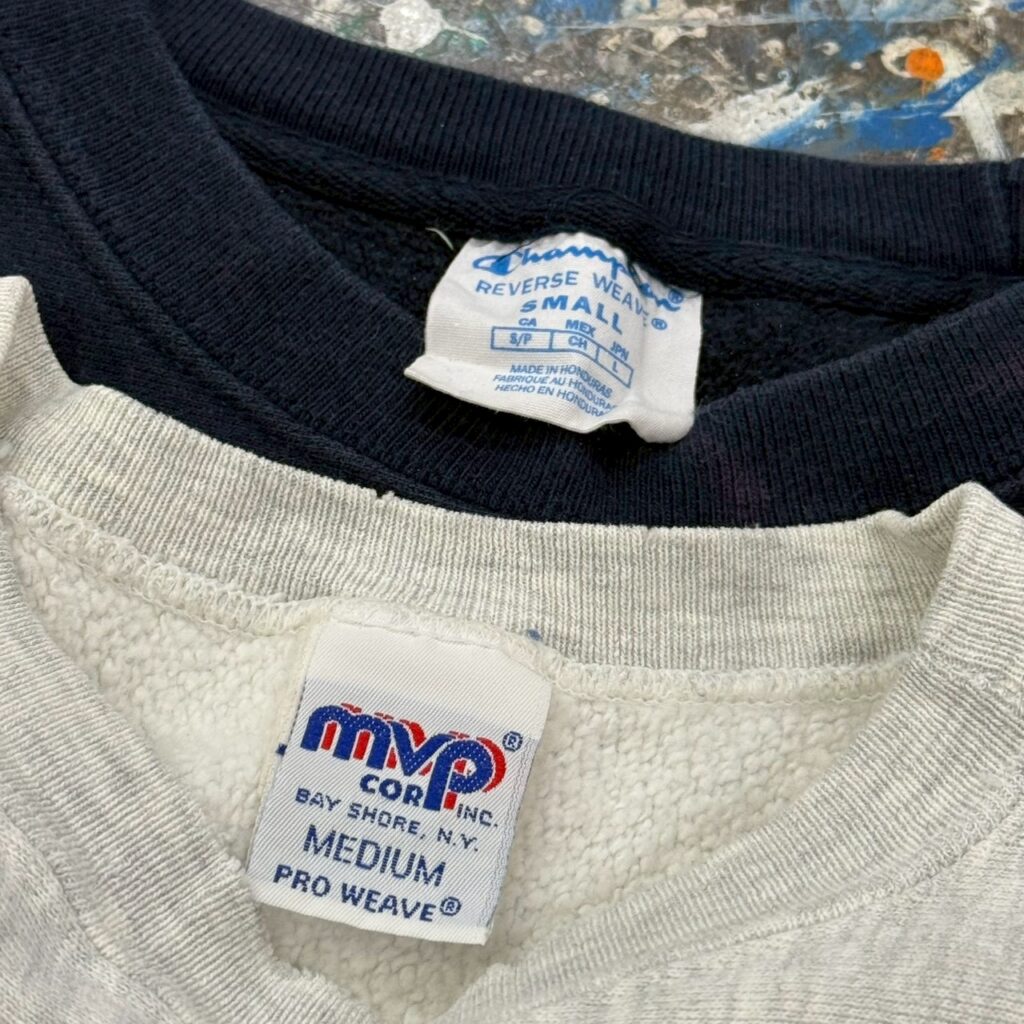 Champion®
REVERSE WEAVE®
SMALL
CA MEX JPN
S/P CH L
MADE IN HONDURAS
FABRIQUÉ AU HONDURAS
HECHO EN HONDURAS
mvp®
CORP INC.
BAY SHORE, N.Y.
MEDIUM
PRO WEAVE®